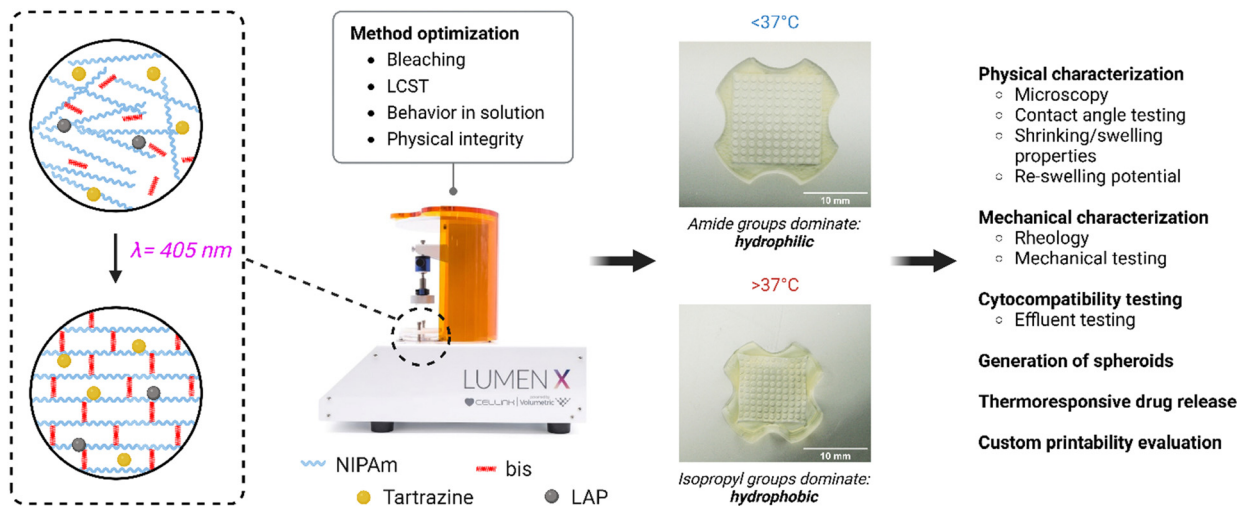 λ= 405 nm
Method optimization
Bleaching
LCST
Behavior in solution
Physical integrity
LUMEN X
CELLINK
Volumetric
NIPAm
bis
Tartrazine
LAP
<37°C
10 mm
Amide groups dominate:
hydrophilic
>37°C
10 mm
Isopropyl groups dominate:
hydrophobic
Physical characterization
Microscopy
Contact angle testing
Shrinking/swelling
properties
Re-swelling potential
Mechanical characterization
Rheology
Mechanical testing
Cytocompatibility testing
Effluent testing
Generation of spheroids
Thermoresponsive drug release
Custom printability evaluation